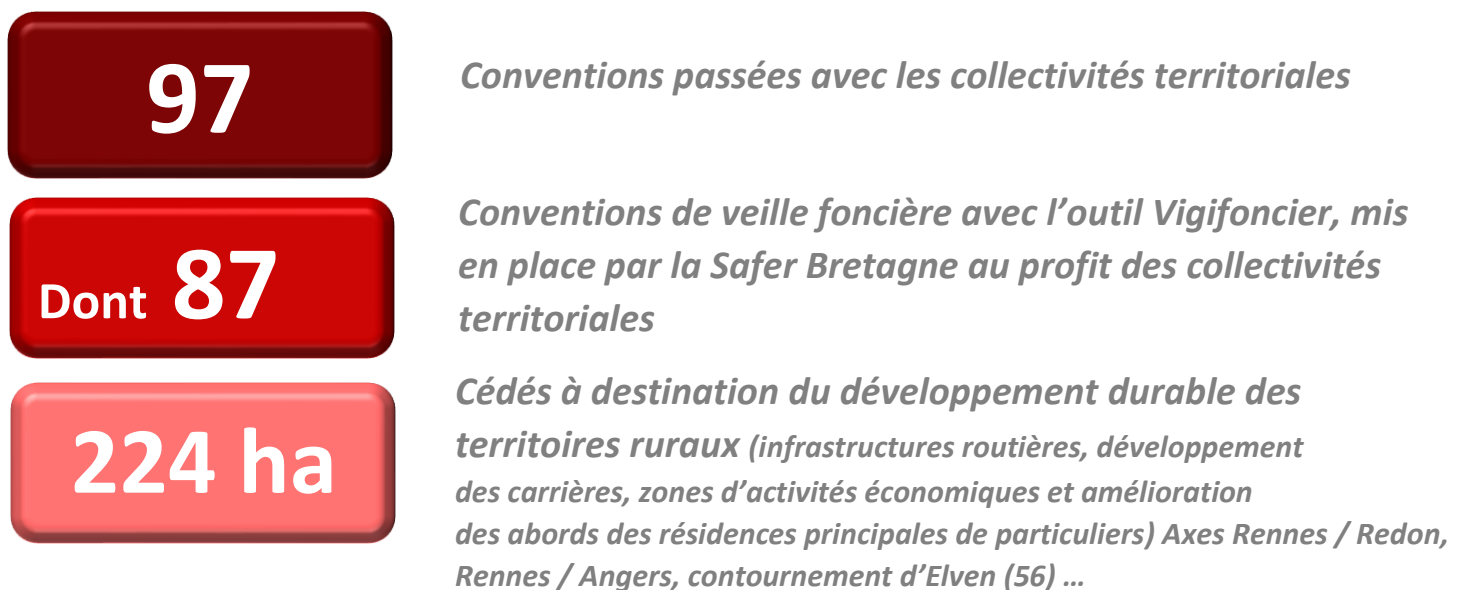 97
Conventions passées avec les collectivités territoriales
Dont 87
Conventions de veille foncière avec l’outil Vigifoncier, mis
en place par la Safer Bretagne au profit des collectivités
territoriales
224 ha
Cédés à destination du développement durable des
territoires ruraux (infrastructures routières, développement
des carrières, zones d’activités économiques et amélioration
des abords des résidences principales de particuliers) Axes Rennes / Redon,
Rennes / Angers, contournement d’Elven (56) …